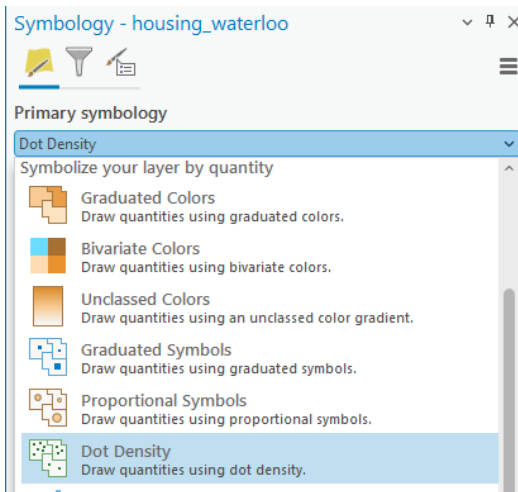 Symbology - housing_waterloo
Primary symbology
Dot Density
Symbolize your layer by quantity
Graduated Colors
Draw quantities using graduated colors.
Bivariate Colors
Draw quantities using bivariate colors.
Unclassed Colors
Draw quantities using an unclassed color gradient.
Graduated Symbols
Draw quantities using graduated symbols.
Proportional Symbols
Draw quantities using proportional symbols.
Dot Density
Draw quantities using dot density.